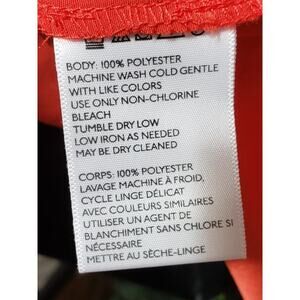 BODY: 100% POLYESTER
MACHINE WASH COLD GENTLE
WITH LIKE COLORS
USE ONLY NON-CHLORINE
BLEACH
TUMBLE DRY LOW
LOW IRON AS NEEDED
MAY BE DRY CLEANED
CORPS: 100% POLYESTER
LAVAGE MACHINE À FROID,
CYCLE LINGE DÉLICAT
AVEC COULEURS SIMILAIRES
UTILISER UN AGENT DE
BLANCHIMENT SANS CHLORE SI
NÉCESSAIRE
METTRE AU SÈCHE-LINGE